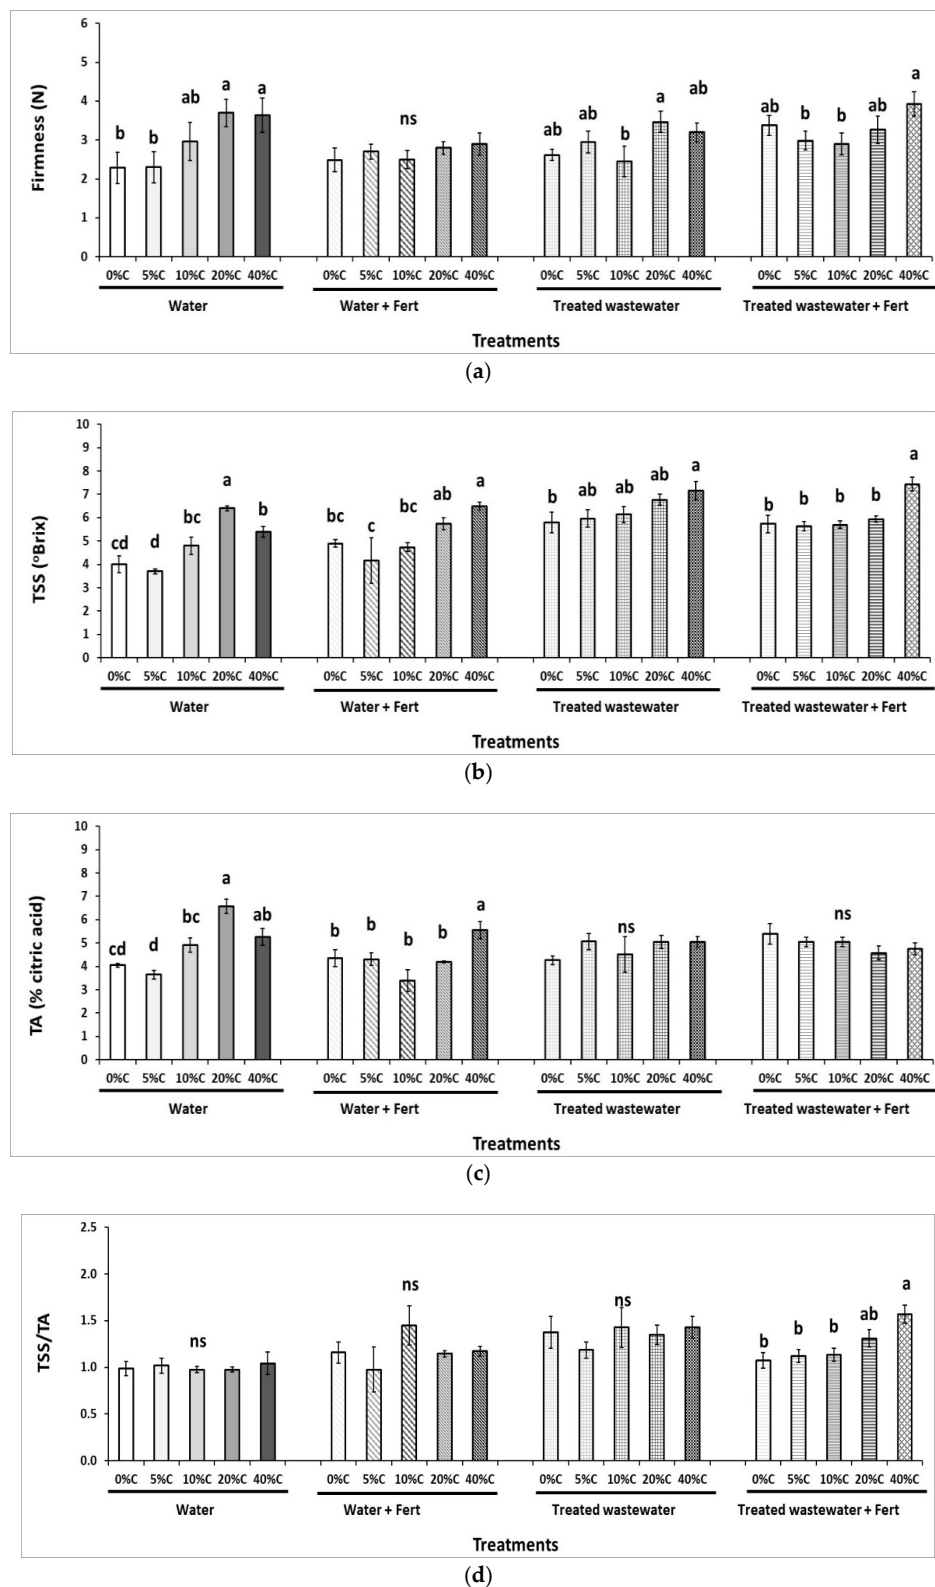 6
5
4
3
2
1
0
Firmness (N)
b b ab a a
ns
ab ab b a ab
ab b b ab a
0%C 5%C 10%C 20%C 40%C 0%C 5%C 10%C 20%C 40%C 0%C 5%C 10%C 20%C 40%C 0%C 5%C 10%C 20%C 40%C
Water Water + Fert Treated wastewater Treated wastewater + Fert
Treatments
(a)
10
9
8
7
6
5
4
3
2
1
0
TSS (°Brix)
cd d bc a b
bc c bc ab a
b ab ab ab a
b b b b a
0%C 5%C 10%C 20%C 40%C 0%C 5%C 10%C 20%C 40%C 0%C 5%C 10%C 20%C 40%C 0%C 5%C 10%C 20%C 40%C
Water Water + Fert Treated wastewater Treated wastewater + Fert
Treatments
(b)
10
9
8
7
6
5
4
3
2
1
0
TA (% citric acid)
cd d bc a ab
b b b b a
ns
ns
0%C 5%C 10%C 20%C 40%C 0%C 5%C 10%C 20%C 40%C 0%C 5%C 10%C 20%C 40%C 0%C 5%C 10%C 20%C 40%C
Water Water + Fert Treated wastewater Treated wastewater + Fert
Treatments
(c)
2.5
2.0
1.5
1.0
0.5
0.0
TSS/TA
ns
ns
ns
b b b ab a
0%C 5%C 10%C 20%C 40%C 0%C 5%C 10%C 20%C 40%C 0%C 5%C 10%C 20%C 40%C 0%C 5%C 10%C 20%C 40%C
Water Water + Fert Treated wastewater Treated wastewater + Fert
Treatments
(d)